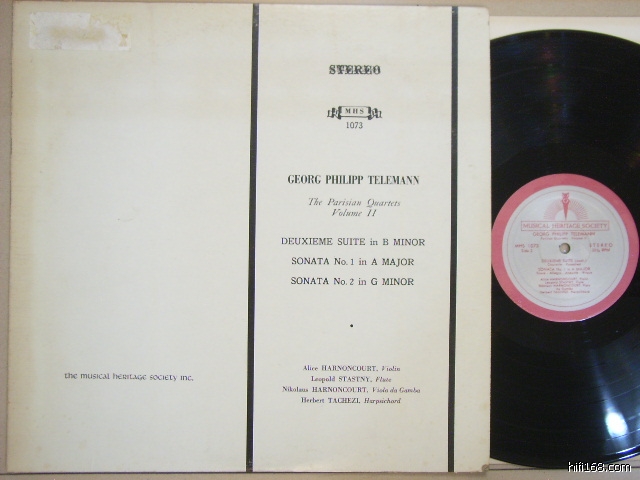 STEREO
MHS
1073
GEORG PHILIPP TELEMANN
The Parisian Quartets
Volume II
DEUXIEME SUITE in B MINOR
SONATA No. 1 in A MAJOR
SONATA No. 2 in G MINOR
Alice HARNONCOURT, Violin
Leopold STASTNY, Flute
Nikolaus HARNONCOURT, Viola da Gamba
Herbert TACHEZI, Harpsichord
the musical heritage society inc.
MUSICAL HERITAGE SOCIETY
GEORG PHILIPP TELEMANN
MHS 1073
STEREO
hifi168.com